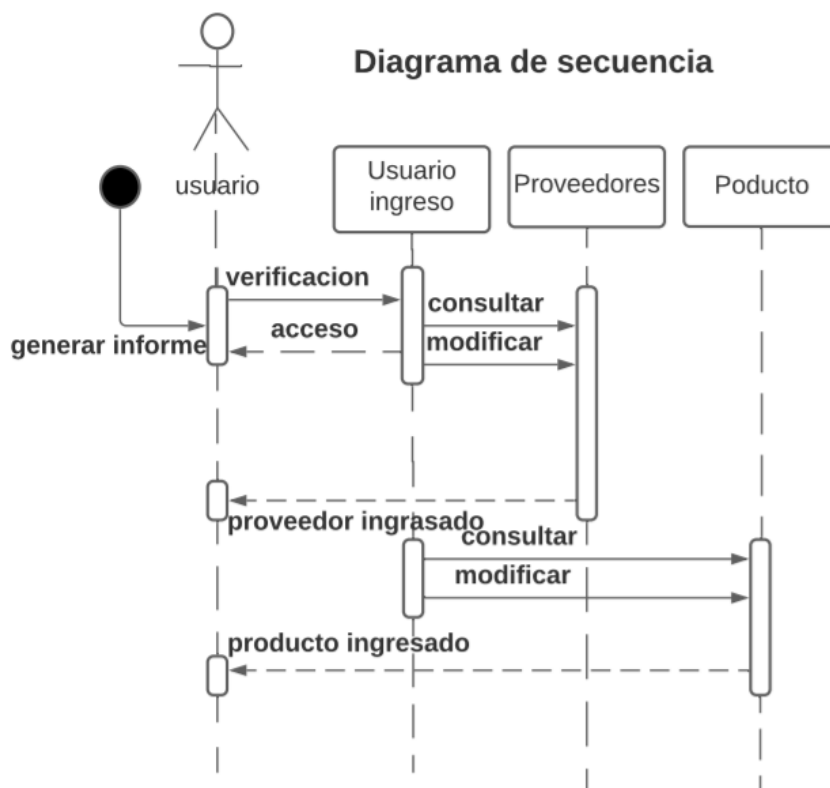 Diagrama de secuencia
usuario
Usuario
ingreso
Proveedores
Poducto
verificacion
consultar
acceso
modificar
generar informe
proveedor ingrasado
consultar
modificar
producto ingresado